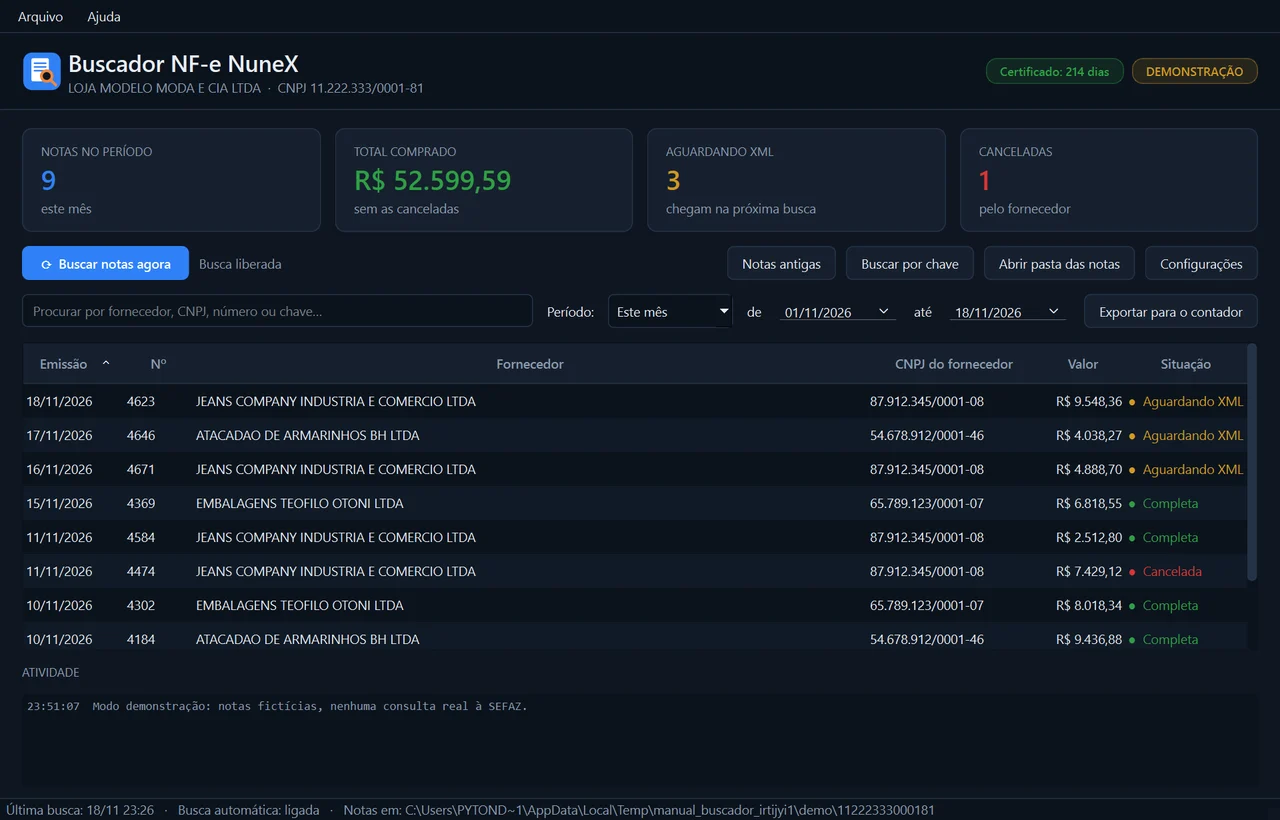 Arquivo Ajuda
Buscador NF-e NuneX
LOJA MODELO MODA E CIA LTDA · CNPJ 11.222.333/0001-81
Certificado: 214 dias DEMONSTRAÇÃO
NOTAS NO PERÍODO TOTAL COMPRADO AGUARDANDO XML CANCELADAS
9 R$ 52.599,59 3 1
este mês sem as canceladas chegam na próxima busca pelo fornecedor
⟳ Buscar notas agora Busca liberada Notas antigas Buscar por chave Abrir pasta das notas Configurações
Procurar por fornecedor, CNPJ, número ou chave... Período: Este mês de 01/11/2026 até 18/11/2026 Exportar para o contador
Emissão Nº Fornecedor CNPJ do fornecedor Valor Situação
18/11/2026 4623 JEANS COMPANY INDUSTRIA E COMERCIO LTDA 87.912.345/0001-08 R$ 9.548,36 ● Aguardando XML
17/11/2026 4646 ATACADAO DE ARMARINHOS BH LTDA 54.678.912/0001-46 R$ 4.038,27 ● Aguardando XML
16/11/2026 4671 JEANS COMPANY INDUSTRIA E COMERCIO LTDA 87.912.345/0001-08 R$ 4.888,70 ● Aguardando XML
15/11/2026 4369 EMBALAGENS TEOFILO OTONI LTDA 65.789.123/0001-07 R$ 6.818,55 ● Completa
11/11/2026 4584 JEANS COMPANY INDUSTRIA E COMERCIO LTDA 87.912.345/0001-08 R$ 2.512,80 ● Completa
11/11/2026 4474 JEANS COMPANY INDUSTRIA E COMERCIO LTDA 87.912.345/0001-08 R$ 7.429,12 ● Cancelada
10/11/2026 4302 EMBALAGENS TEOFILO OTONI LTDA 65.789.123/0001-07 R$ 8.018,34 ● Completa
10/11/2026 4184 ATACADAO DE ARMARINHOS BH LTDA 54.678.912/0001-46 R$ 9.436,88 ● Completa
ATIVIDADE
23:51:07 Modo demonstração: notas fictícias, nenhuma consulta real à SEFAZ.
Última busca: 18/11 23:26 · Busca automática: ligada · Notas em: C:\Users\PYTOND~1\AppData\Local\Temp\manual_buscador_irtijyi1\demo\11222333000181